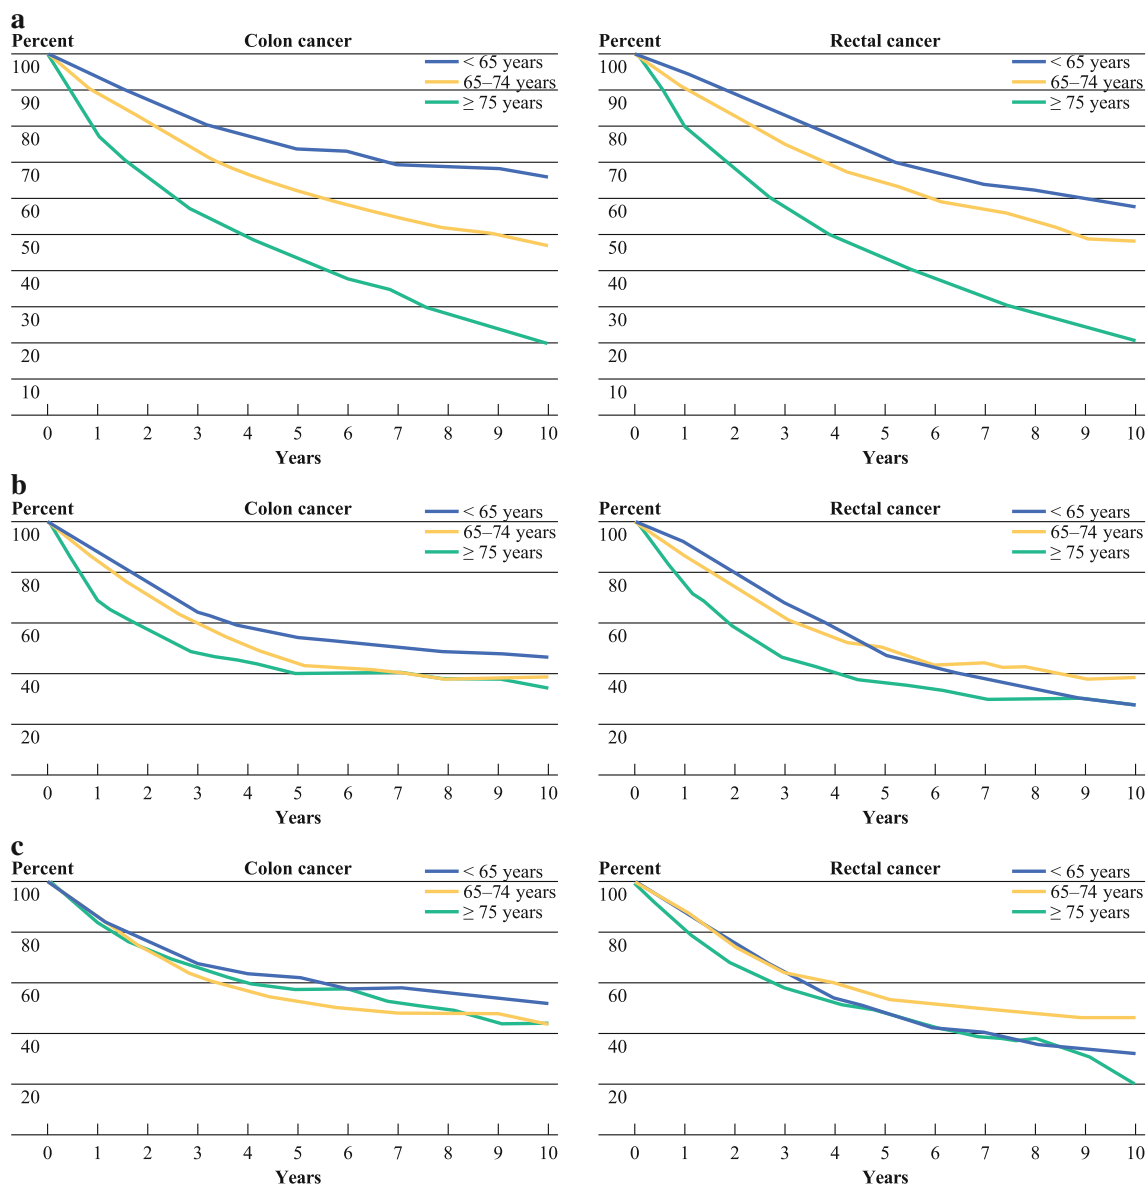 a
Percent Colon cancer
< 65 years
65–74 years
≥ 75 years
100
90
80
70
60
50
40
30
20
10
0 1 2 3 4 5 6 7 8 9 10
Years
Percent Rectal cancer
< 65 years
65–74 years
≥ 75 years
100
90
80
70
60
50
40
30
20
10
0 1 2 3 4 5 6 7 8 9 10
Years
b
Percent Colon cancer
< 65 years
65–74 years
≥ 75 years
100
80
60
40
20
0 1 2 3 4 5 6 7 8 9 10
Years
Percent Rectal cancer
< 65 years
65–74 years
≥ 75 years
100
80
60
40
20
0 1 2 3 4 5 6 7 8 9 10
Years
c
Percent Colon cancer
< 65 years
65–74 years
≥ 75 years
100
80
60
40
20
0 1 2 3 4 5 6 7 8 9 10
Years
Percent Rectal cancer
< 65 years
65–74 years
≥ 75 years
100
80
60
40
20
0 1 2 3 4 5 6 7 8 9 10
Years